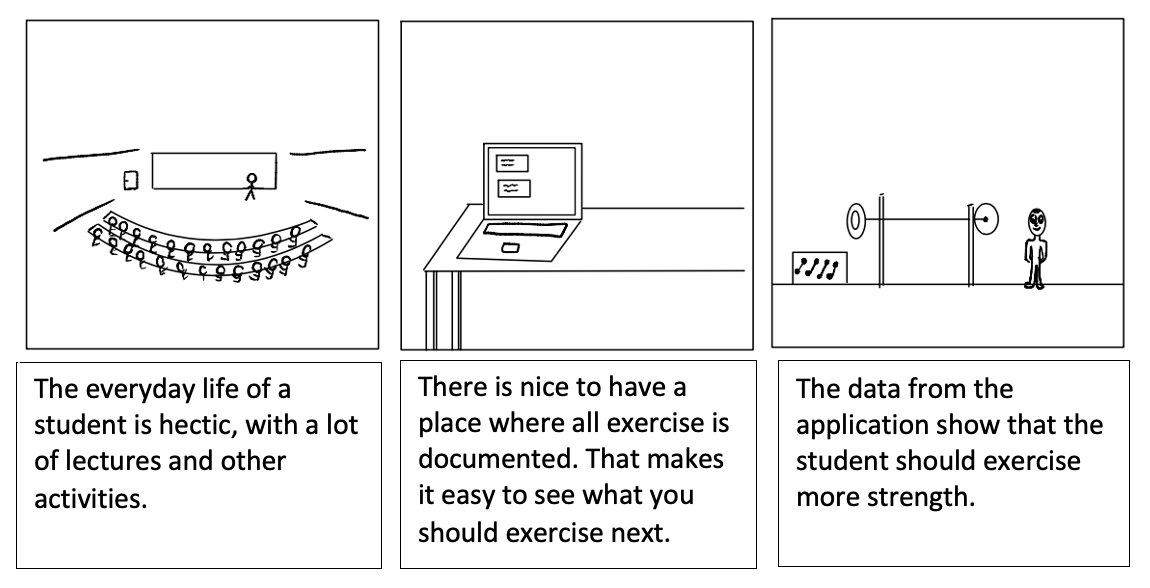 The everyday life of a
student is hectic, with a lot
of lectures and other
activities.
There is nice to have a
place where all exercise is
documented. That makes
it easy to see what you
should exercise next.
The data from the
application show that the
student should exercise
more strength.